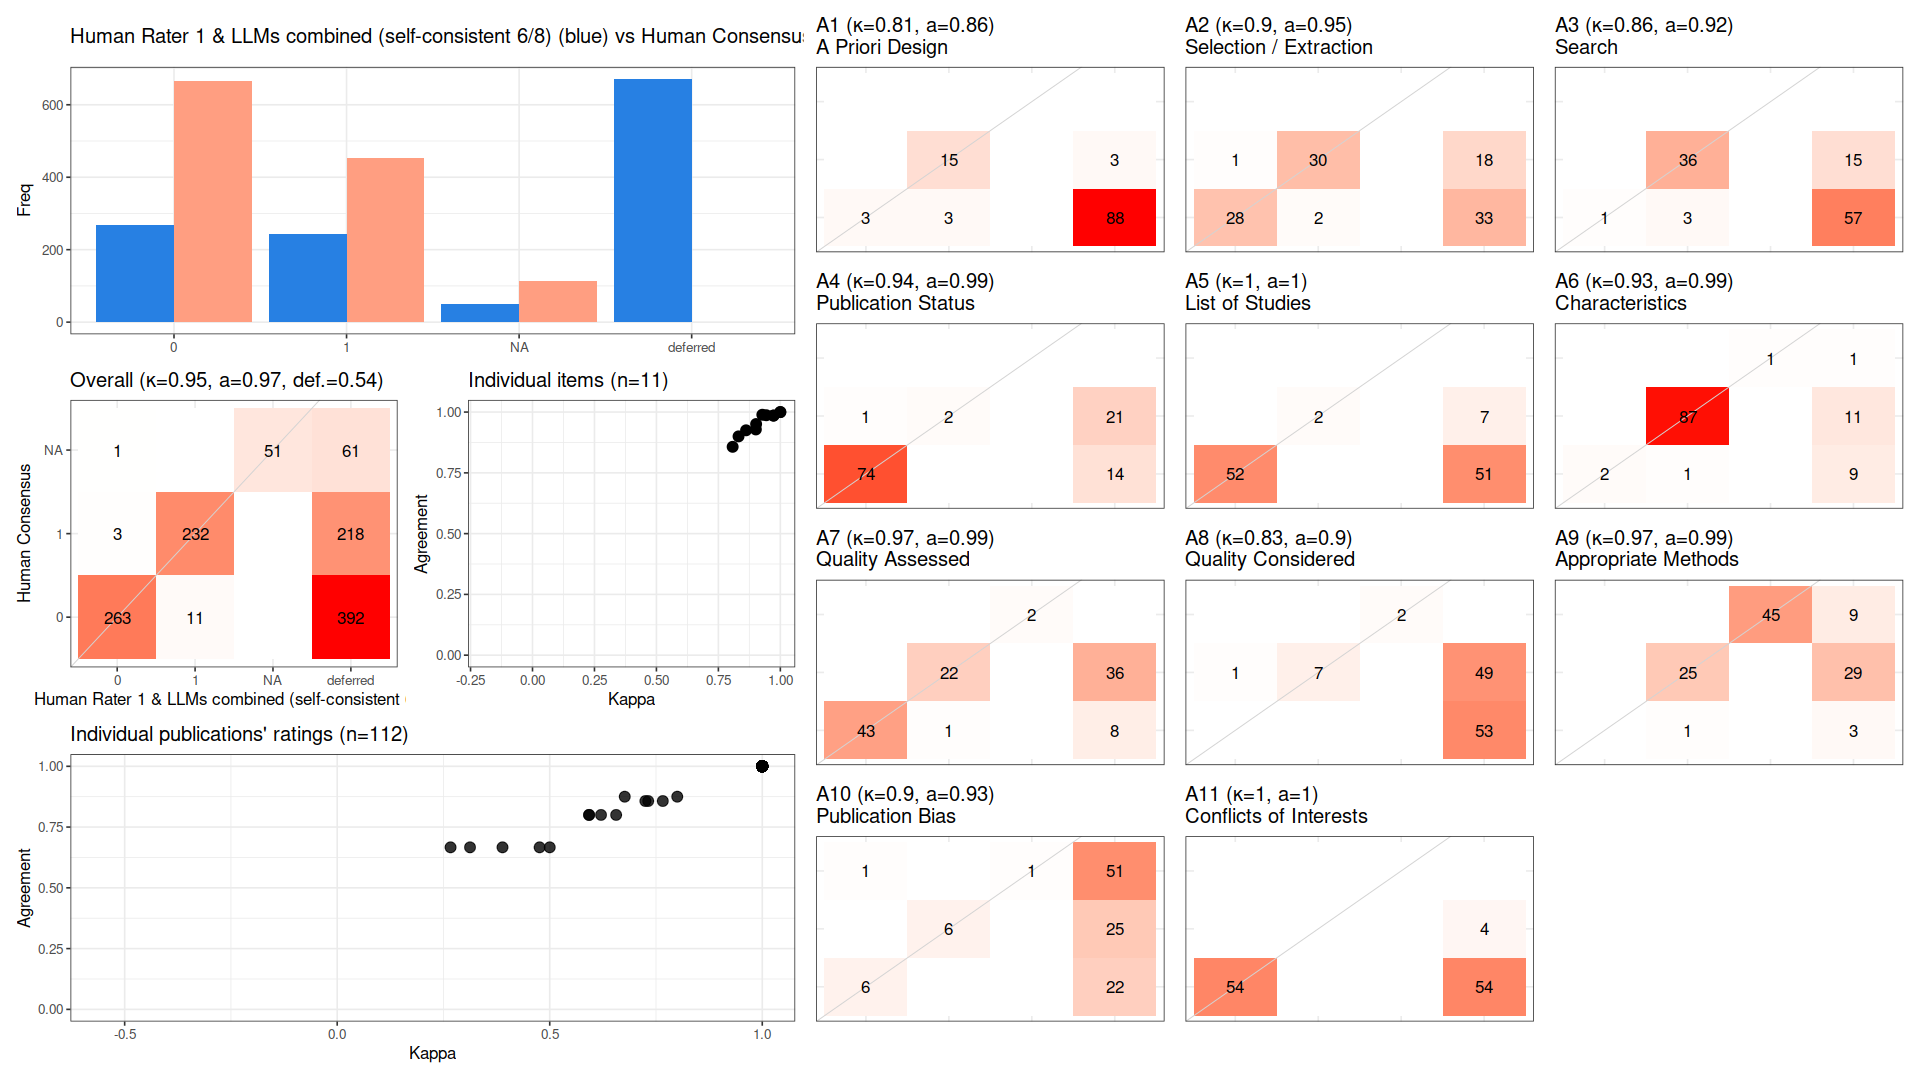 Human Rater 1 & LLMs combined (self-consistent 6/8) (blue) vs Human Consensu
Freq
600
400
200
0
0
1
NA
deferred
Overall (κ=0.95, a=0.97, def.=0.54)
Human Consensus
NA
1
0
1
51
61
3
232
218
263
11
392
0
1
NA
deferred
Human Rater 1 & LLMs combined (self-consistent
Individual items (n=11)
Agreement
1.00
0.75
0.50
0.25
0.00
-0.25
0.00
0.25
0.50
0.75
1.00
Kappa
Individual publications' ratings (n=112)
Agreement
1.00
0.75
0.50
0.25
0.00
-0.5
0.0
0.5
1.0
Kappa
A1 (κ=0.81, a=0.86)
A Priori Design
15
3
3
3
88
A2 (κ=0.9, a=0.95)
Selection / Extraction
1
30
18
28
2
33
A3 (κ=0.86, a=0.92)
Search
36
15
1
3
57
A4 (κ=0.94, a=0.99)
Publication Status
1
2
21
74
14
A5 (κ=1, a=1)
List of Studies
2
7
52
51
A6 (κ=0.93, a=0.99)
Characteristics
1
1
87
11
2
1
9
A7 (κ=0.97, a=0.99)
Quality Assessed
2
22
36
43
1
8
A8 (κ=0.83, a=0.9)
Quality Considered
2
1
7
49
53
A9 (κ=0.97, a=0.99)
Appropriate Methods
45
9
25
29
1
3
A10 (κ=0.9, a=0.93)
Publication Bias
1
1
51
6
25
6
22
A11 (κ=1, a=1)
Conflicts of Interests
4
54
54